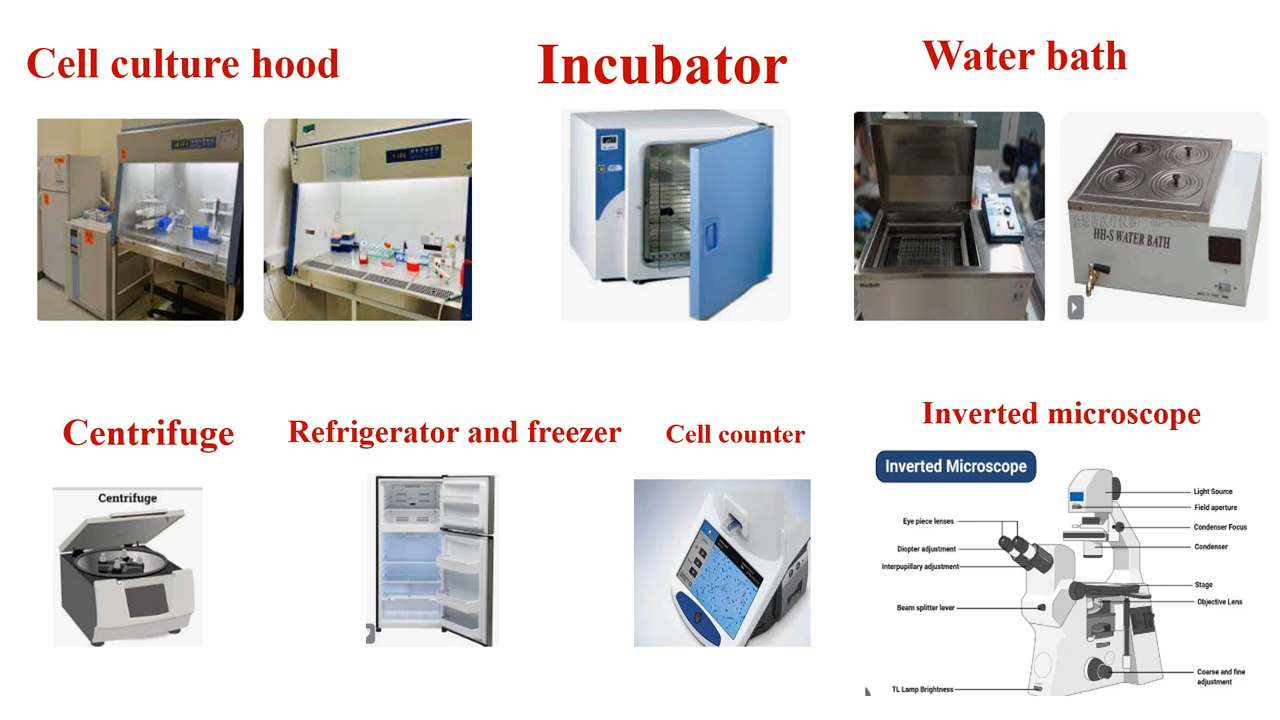 Cell culture hood
Incubator
Water bath
HH-S WATER BATH
Centrifuge
Refrigerator and freezer
Cell counter
Inverted microscope
Centrifuge
Inverted Microscope
Eye piece lenses
Diopter adjustment
Interpupillary adjustment
Beam splitter lever
TL Lamp Brightness
Light Source
Field aperture
Condenser Focus
Condenser
Stage
Objective Lens
Coarse and fine
adjustment